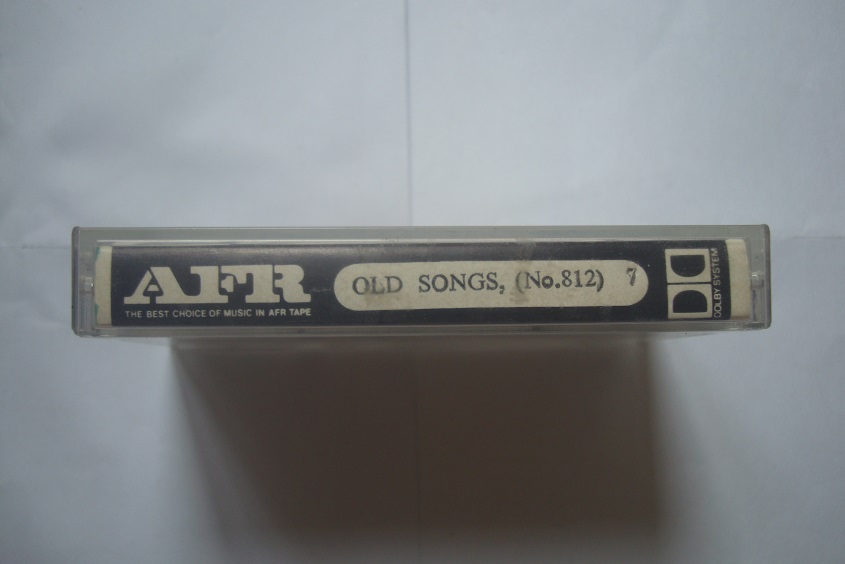 AFR
THE BEST CHOICE OF MUSIC IN AFR TAPE
OLD SONGS, (No.812) 7
DOLBY SYSTEM